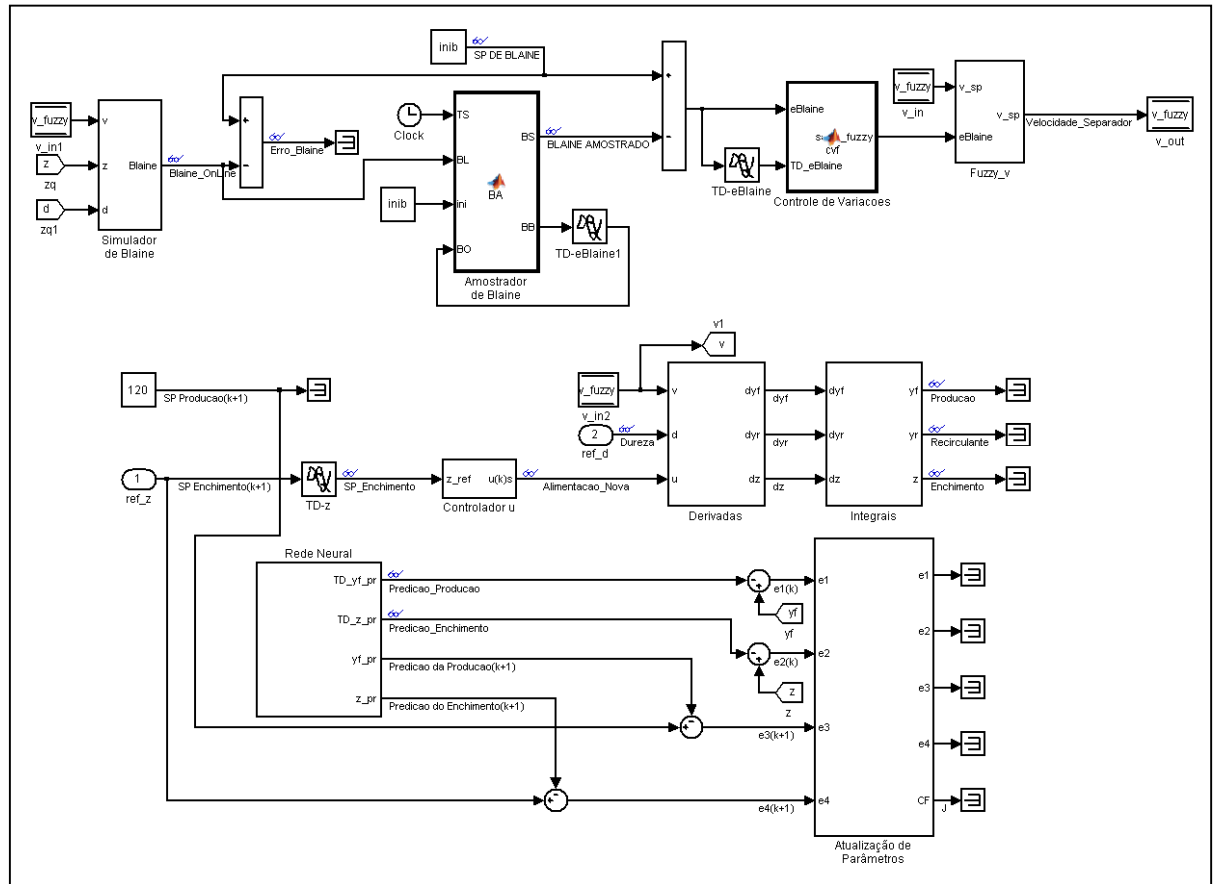 inib
SP DE BLAINE
v_fuzzy
v_in1
z
zq
d
zq1
v
z
d
Blaine
Simulador
de Blaine
Blaine_OnLine
Erro_Blaine
Clock
inib
TS
BL
ini
BO
BS
BB
BA
Amostrador
de Blaine
BLAINE AMOSTRADO
TD-eBlaine1
TD-eBlaine
eBlaine
TD_eBlaine
cvf
Controle de Variacoes
v_fuzzy
v_in
v_sp
eBlaine
v_sp
Fuzzy_v
Velocidade_Separador
v_fuzzy
v_out
120
SP Producao(k+1)
1
ref_z
SP Enchimento(k+1)
TD-z
SP_Enchimento
z_ref
u(k)s
Controlador u
Alimentacao_Nova
v1
v
v_fuzzy
v_in2
2
ref_d
Dureza
v
d
u
dyf
dyr
dz
Derivadas
dyf
dyr
dz
dyf
dyr
dz
yf
yr
z
Integrais
Producao
Recirculante
Enchimento
Rede Neural
TD_yf_pr
TD_z_pr
yf_pr
z_pr
Predicao_Producao
Predicao_Enchimento
Predicao da Producao(k+1)
Predicao do Enchimento(k+1)
e1(k)
yf
yf
e2(k)
z
z
e3(k+1)
e4(k+1)
e1
e2
e3
e4
e1
e2
e3
e4
CF
J
Atualização de
Parâmetros